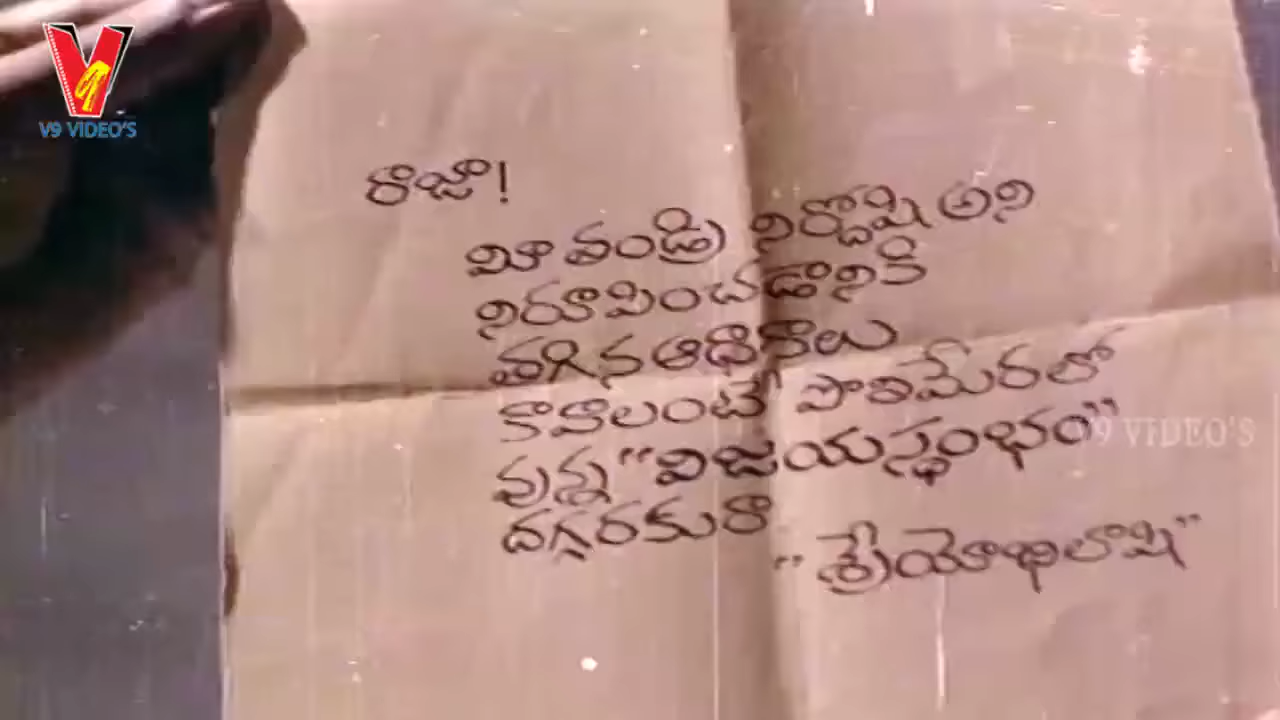 V9 VIDEO'S
రాజా!
మీ తండ్రి నిర్దోషి అని
నిరూపించడానికి
తగిన ఆధారాలు
కావాలంటే పొలిమేరలో
వున్న "విజయస్థంభం"
V9 VIDEO'S
దగ్గరకురా
"శ్రేయోభిలాషి"